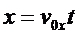 x = v₀ₓt